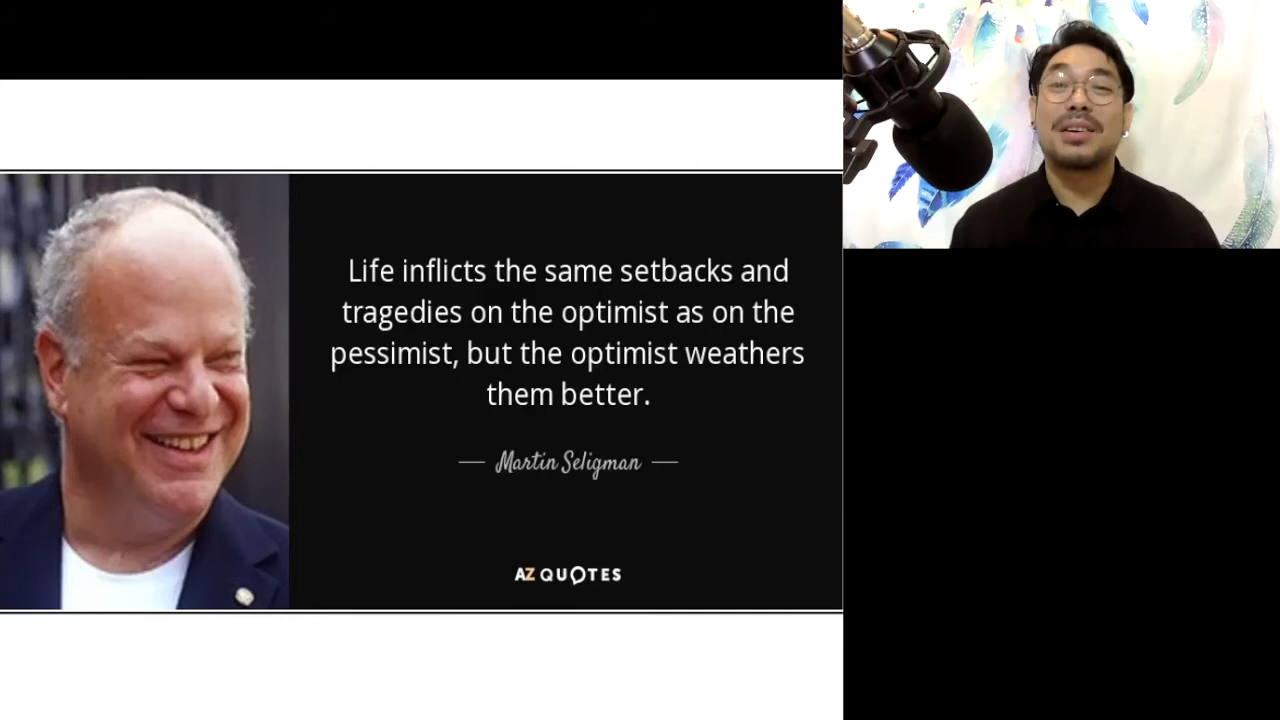 Life inflicts the same setbacks and
tragedies on the optimist as on the
pessimist, but the optimist weathers
them better.
Martin Seligman
AZ QUOTES